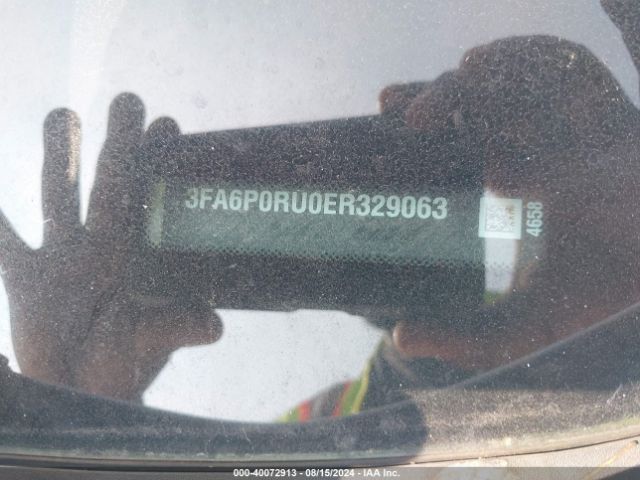 3FA6P0RU0ER329063
4658
000-40072913 - 08/15/2024 - IAA Inc.